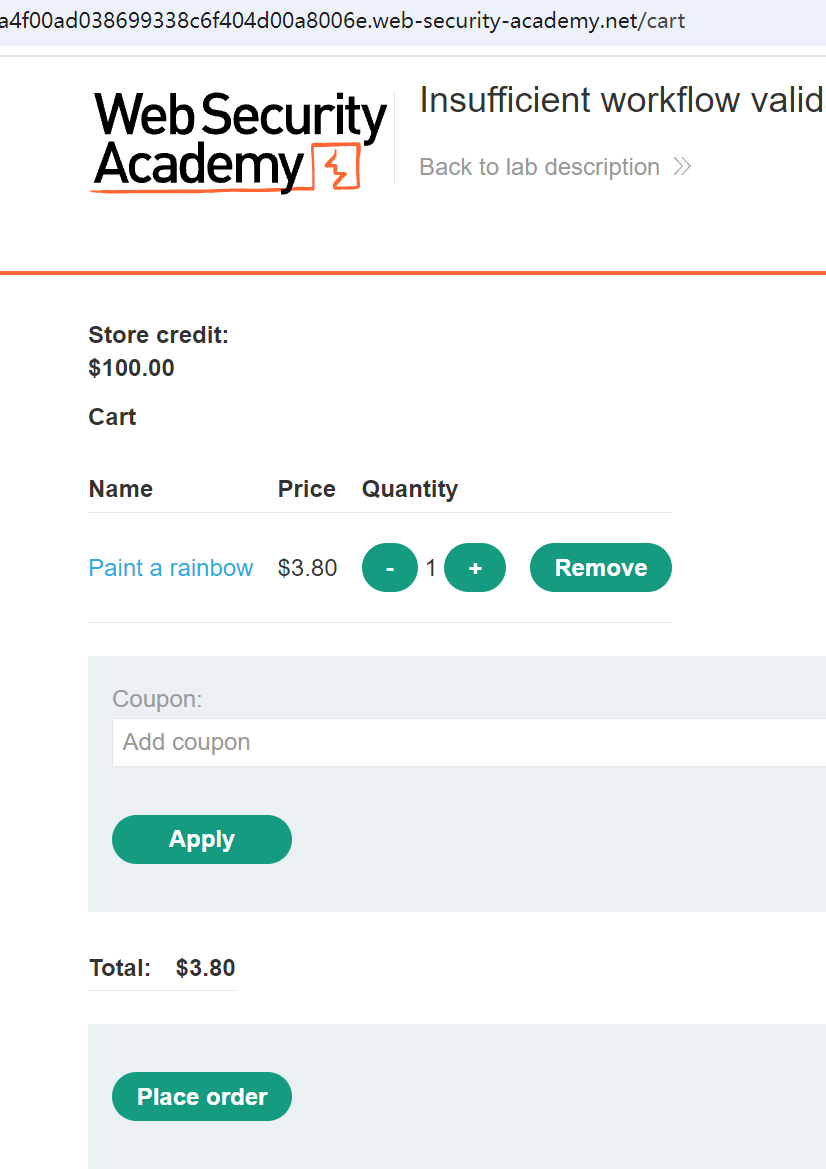 a4f00ad038699338c6f404d00a8006e.web-security-academy.net/cart
Web Security
Academy
Insufficient workflow valid
Back to lab description
Store credit:
$100.00
Cart
Name Price Quantity
Paint a rainbow $3.80 - 1 + Remove
Coupon:
Add coupon
Apply
Total: $3.80
Place order